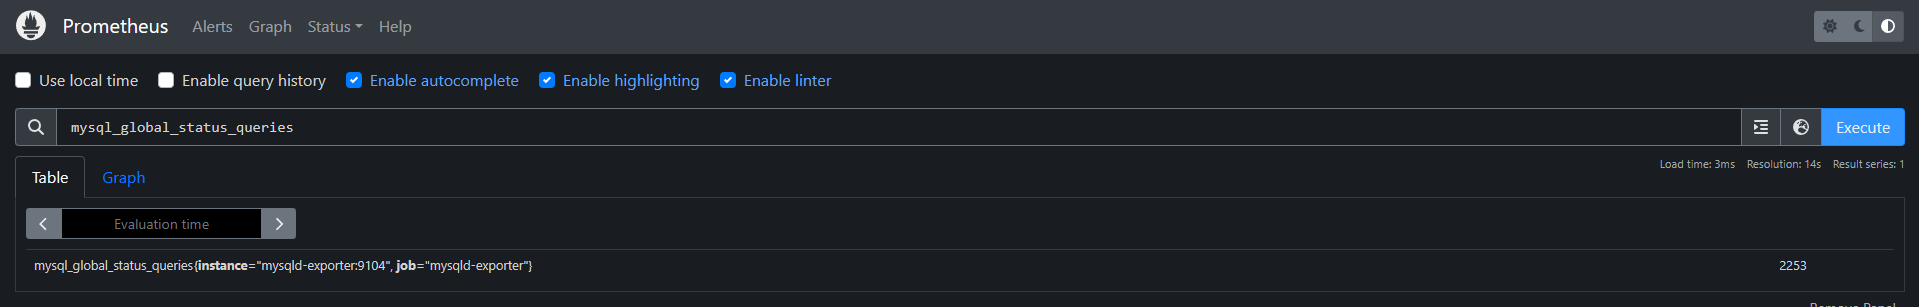 Prometheus Alerts Graph Status Help
Use local time Enable query history Enable autocomplete Enable highlighting Enable linter
mysql_global_status_queries Execute
Load time: 3ms Resolution: 14s Result series: 1
Table Graph
Evaluation time
mysql_global_status_queries{instance="mysqld-exporter:9104", job="mysqld-exporter"} 2253
Remove Panel